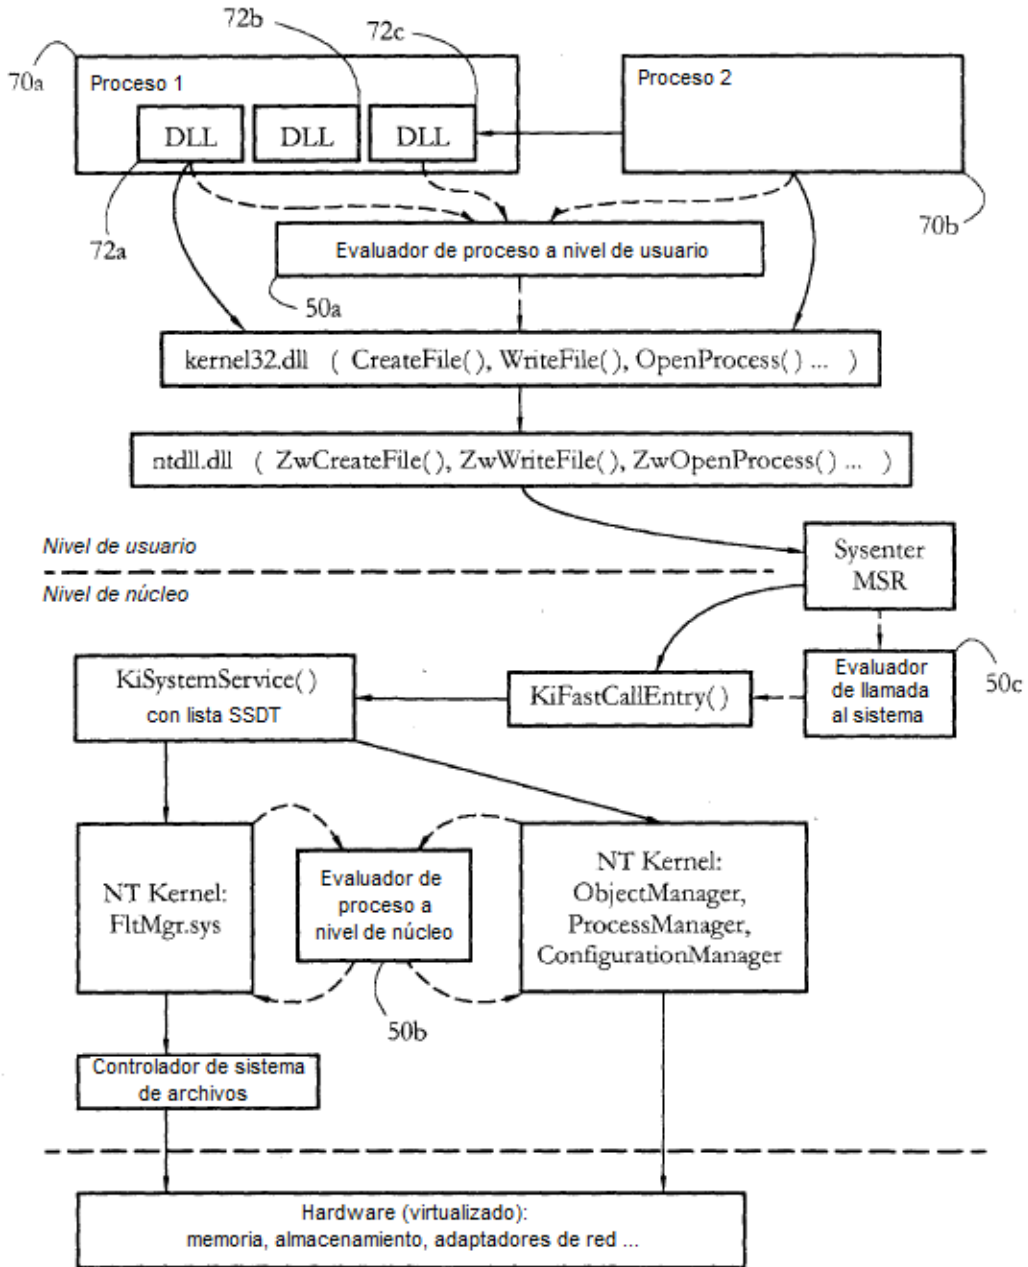 72b
72c
70a
Proceso 1
Proceso 2
DLL
DLL
DLL
72a
70b
Evaluador de proceso a nivel de usuario
50a
kernel32.dll ( CreateFile(), WriteFile(), OpenProcess() ... )
ntdll.dll ( ZwCreateFile(), ZwWriteFile(), ZwOpenProcess() ... )
Nivel de usuario
Nivel de núcleo
Sysenter
MSR
KiSystemService()
con lista SSDT
KiFastCallEntry()
Evaluador
de llamada
al sistema
50c
NT Kernel:
FltMgr.sys
Evaluador de
proceso a
nivel de núcleo
NT Kernel:
ObjectManager,
ProcessManager,
ConfigurationManager
50b
Controlador de sistema
de archivos
Hardware (virtualizado):
memoria, almacenamiento, adaptadores de red ...